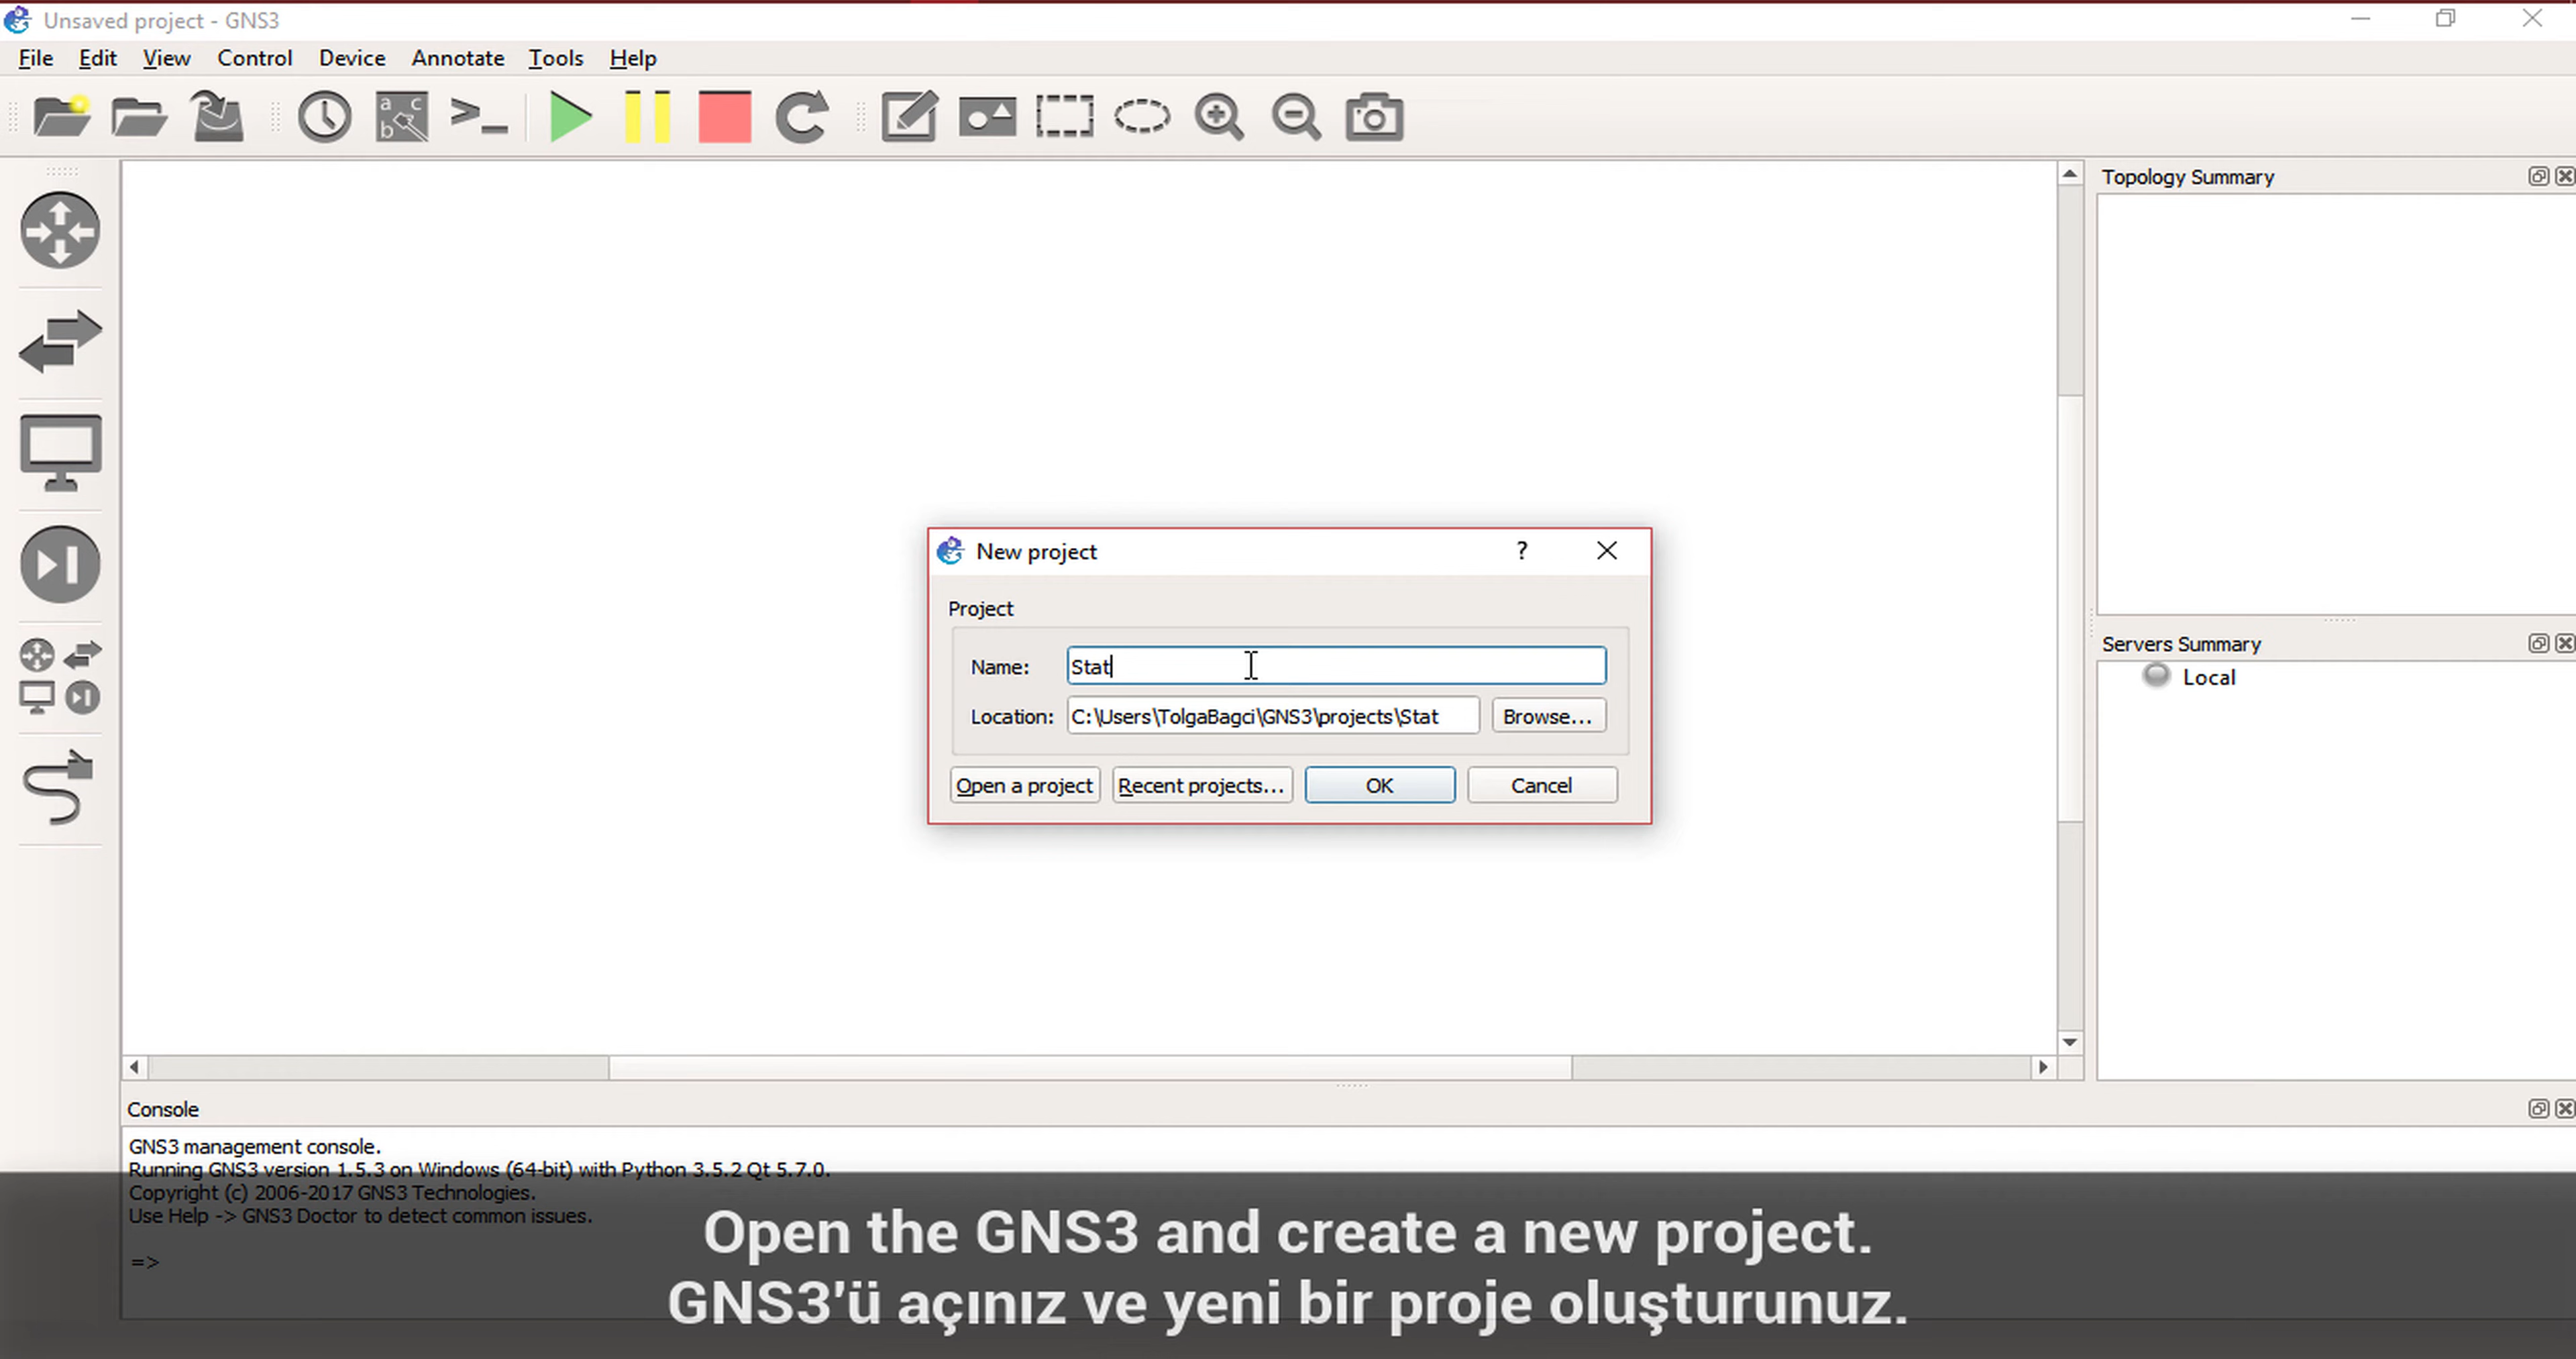 Unsaved project - GNS3
File Edit View Control Device Annotate Tools Help
a c
b
>_
Topology Summary
New project
?
Project
Name: Stat
Location: C:\Users\TolgaBagci\GNS3\projects\Stat Browse...
Open a project Recent projects... OK Cancel
Servers Summary
Local
Console
GNS3 management console.
Running GNS3 version 1.5.3 on Windows (64-bit) with Python 3.5.2 Qt 5.7.0.
Copyright (c) 2006-2017 GNS3 Technologies.
Use Help -> GNS3 Doctor to detect common issues.
=>
Open the GNS3 and create a new project.
GNS3'ü açınız ve yeni bir proje oluşturunuz.